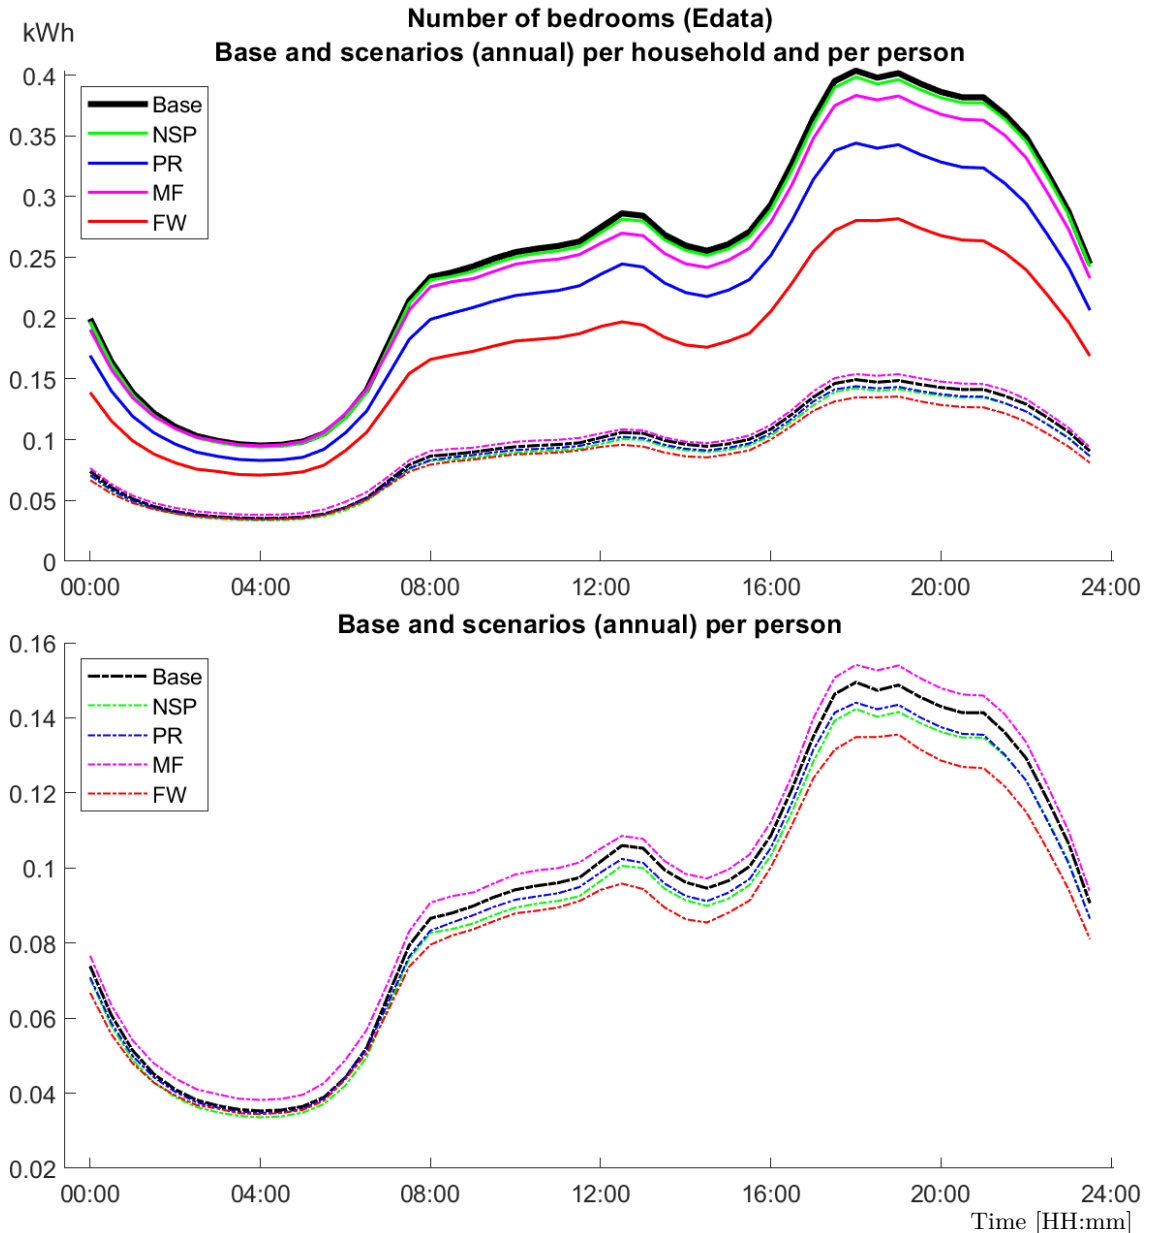 Number of bedrooms (Edata)
kWh
Base and scenarios (annual) per household and per person
0.4
0.35
0.3
0.25
0.2
0.15
0.1
0.05
0
Base
NSP
PR
MF
FW
00:00 04:00 08:00 12:00 16:00 20:00 24:00
Base and scenarios (annual) per person
0.16
0.14
0.12
0.1
0.08
0.06
0.04
0.02
Base
NSP
PR
MF
FW
00:00 04:00 08:00 12:00 16:00 20:00 24:00
Time [HH:mm]